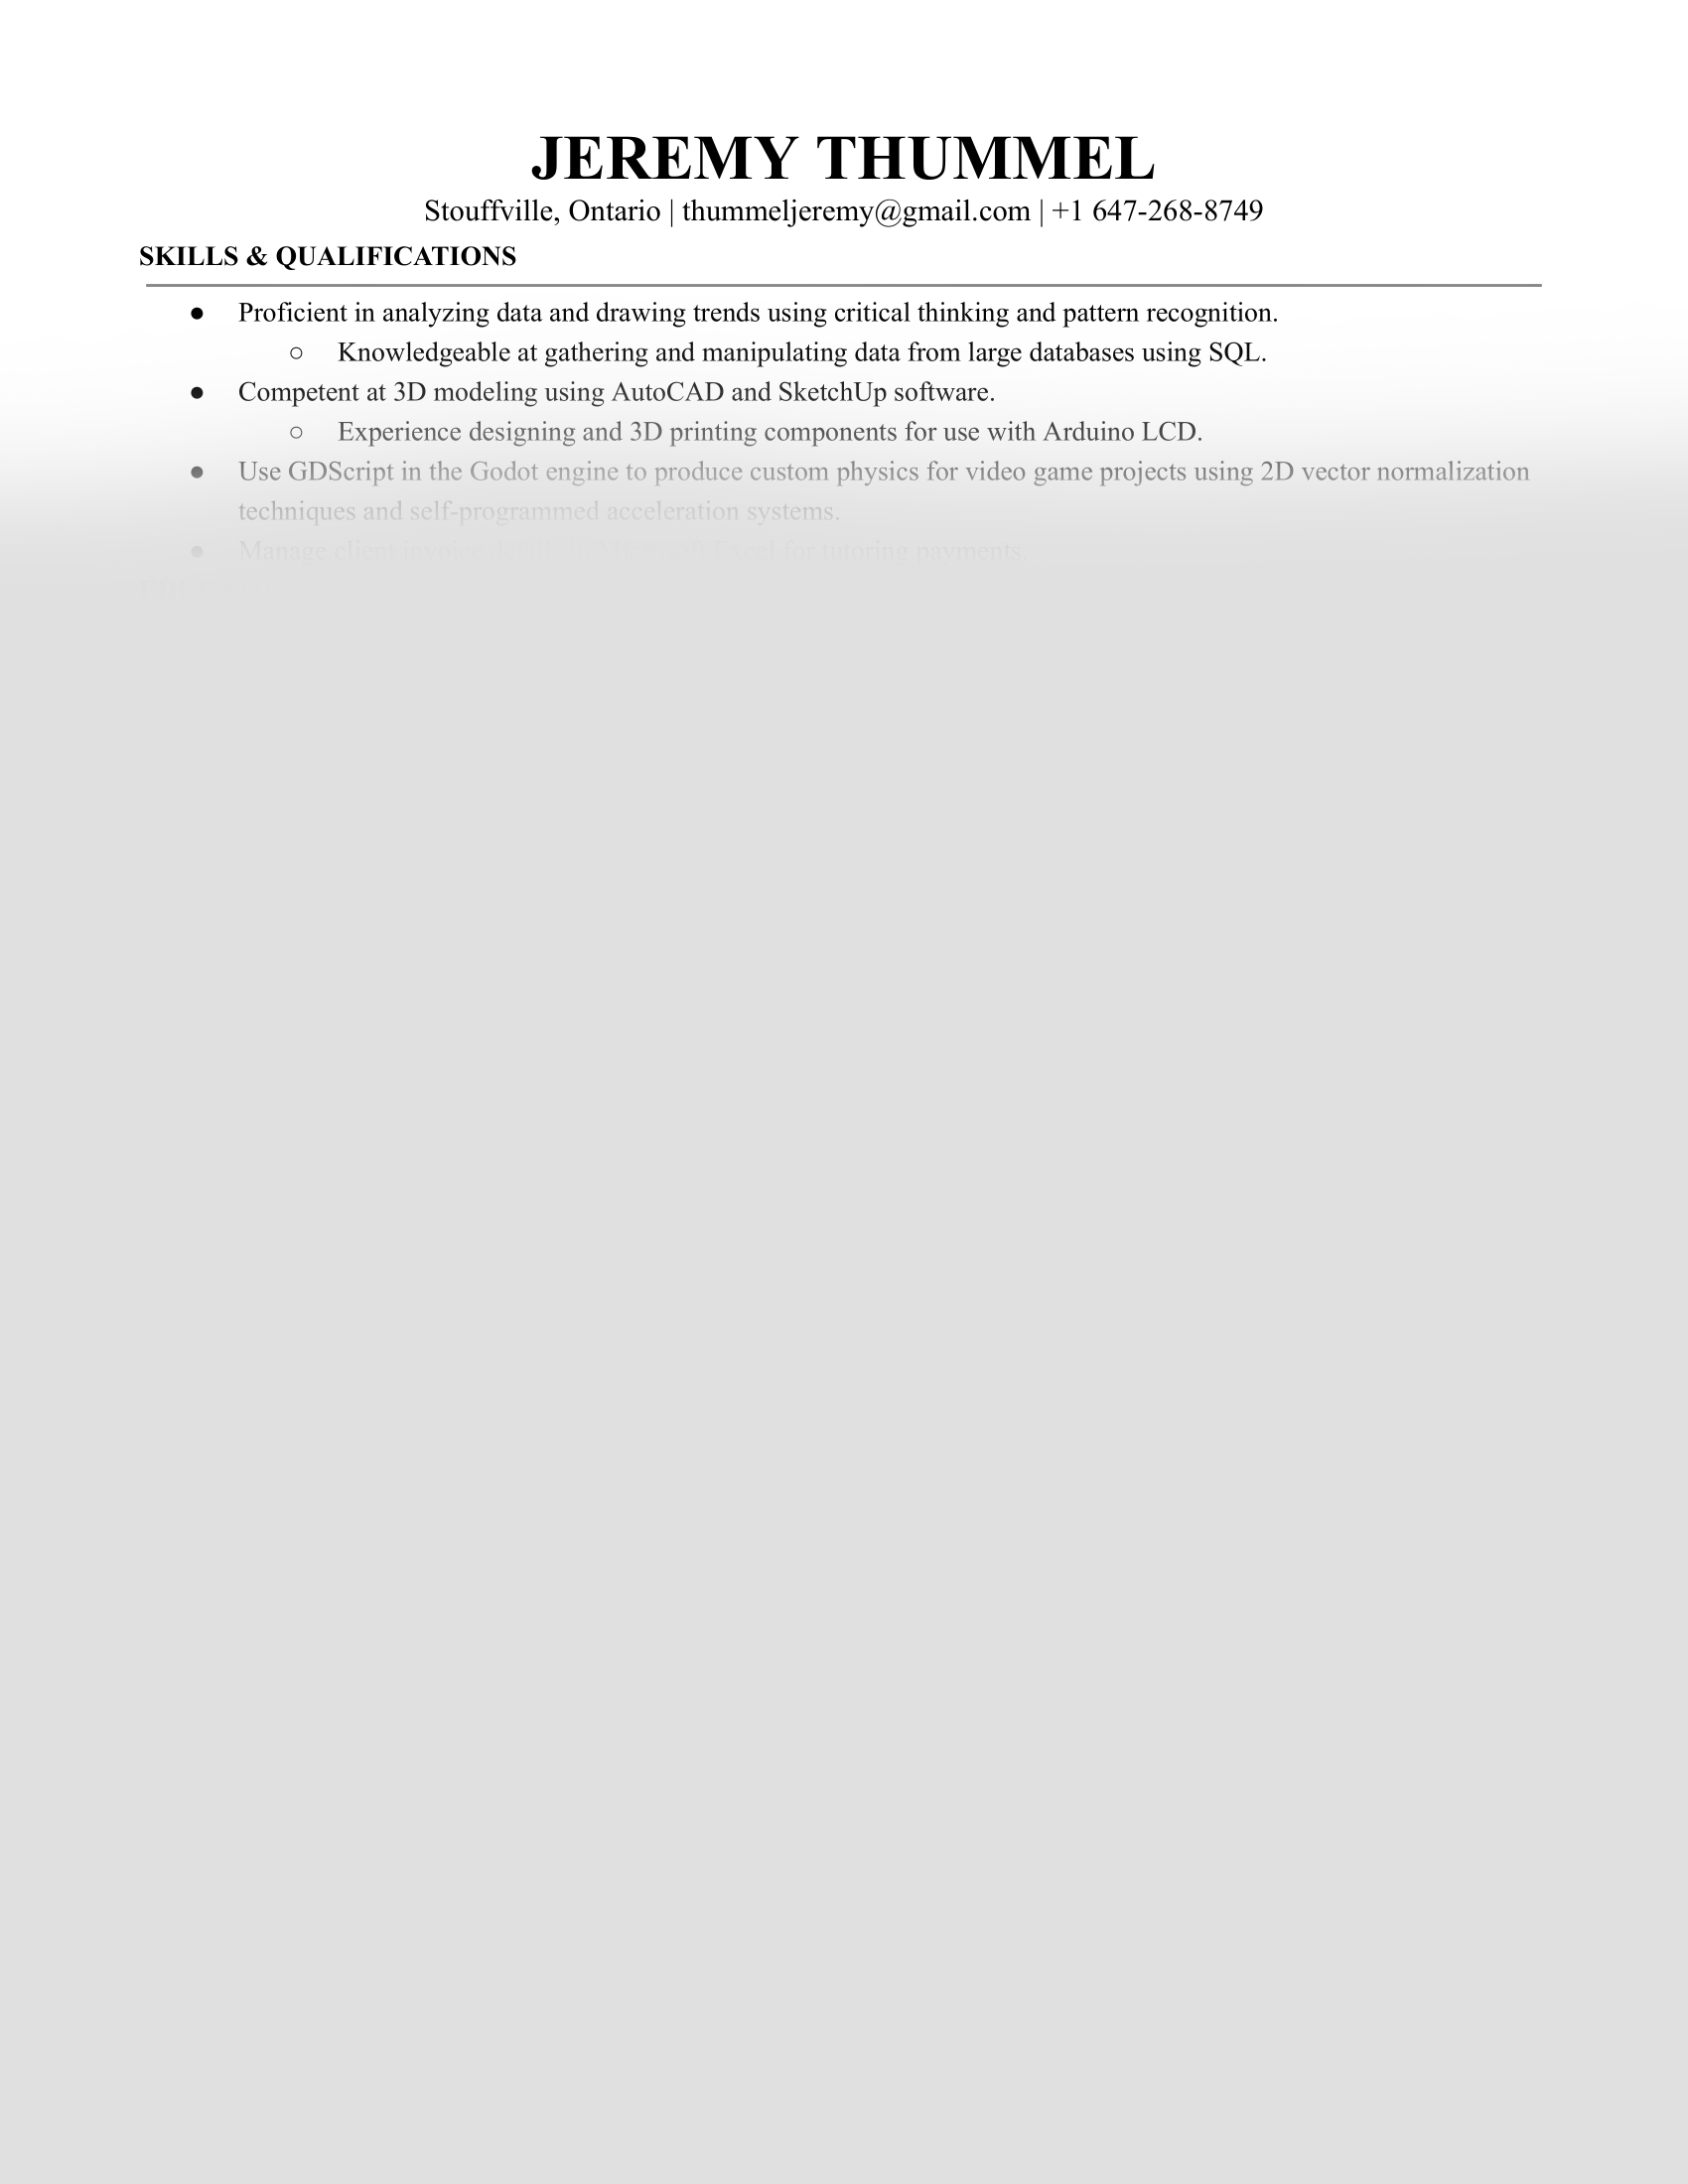 JEREMY THUMMEL
Stouffville, Ontario | thummeljeremy@gmail.com | +1 647-268-8749
SKILLS & QUALIFICATIONS
● Proficient in analyzing data and drawing trends using critical thinking and pattern recognition.
○ Knowledgeable at gathering and manipulating data from large databases using SQL.
● Competent at 3D modeling using AutoCAD and SketchUp software.
○ Experience designing and 3D printing components for use with Arduino LCD.
● Use GDScript in the Godot engine to produce custom physics for video game projects using 2D vector normalization
techniques and self-programmed acceleration systems.
● Manage client invoice Excel for tutoring payments.